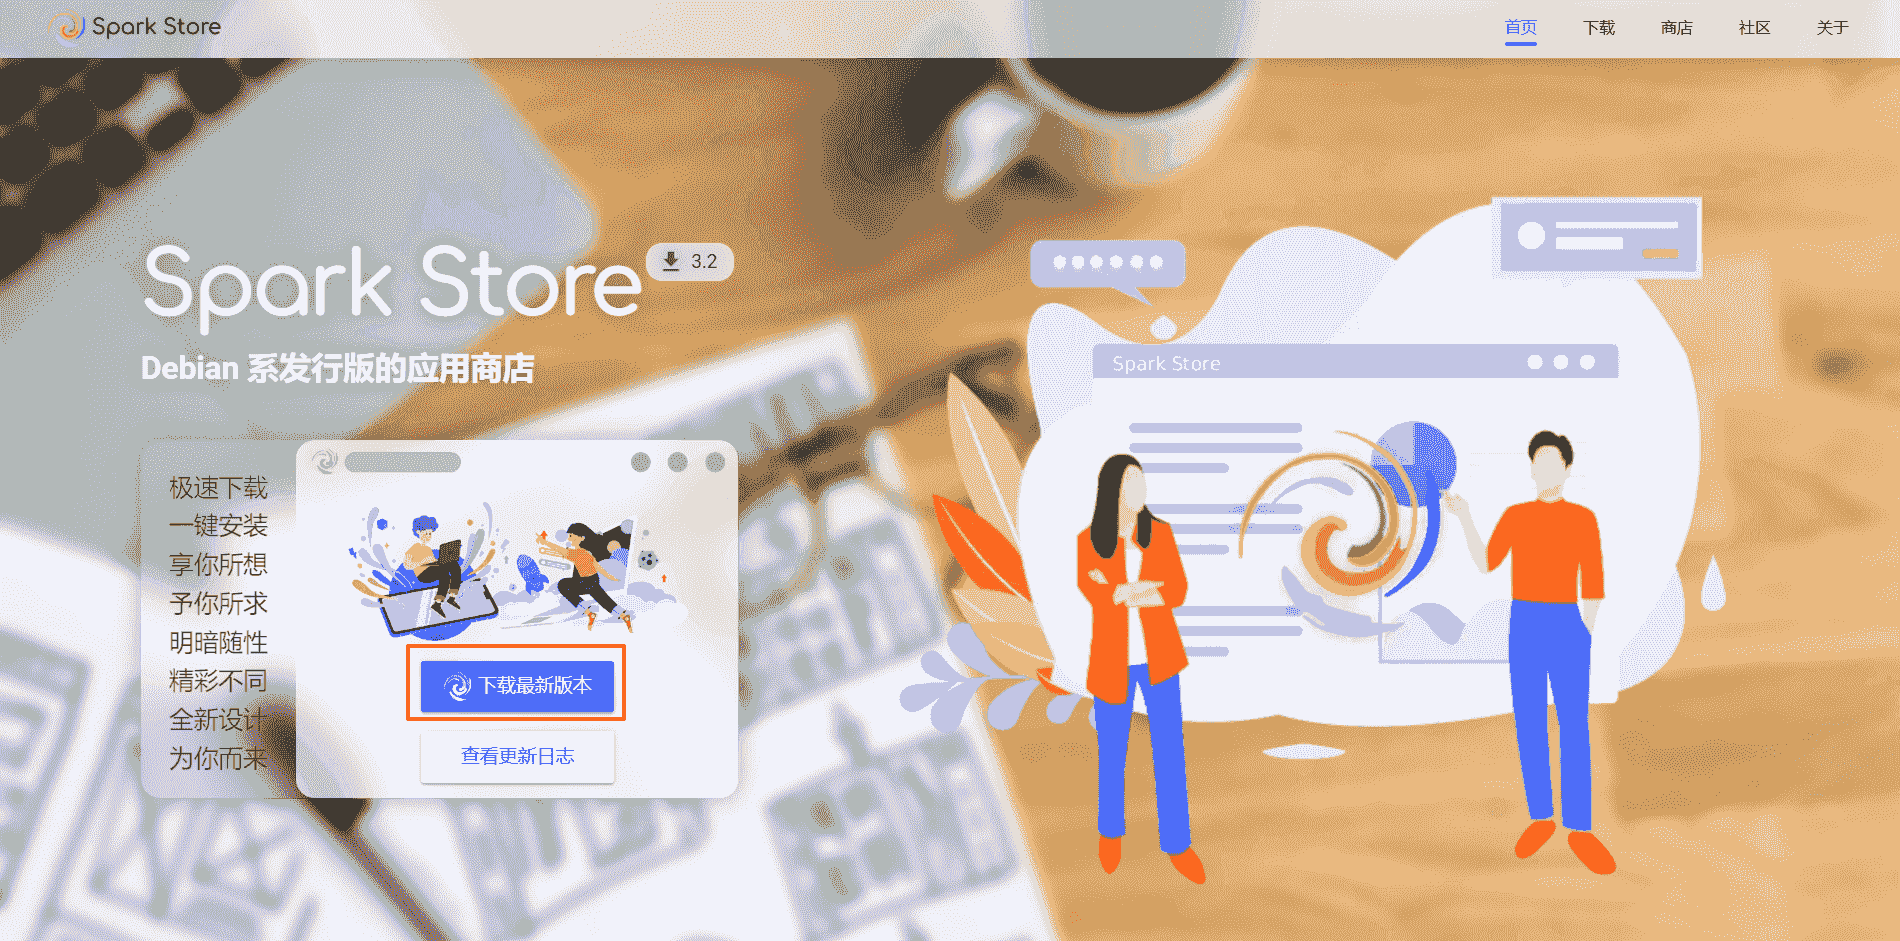 Spark Store
首页
下载
商店
社区
关于
Spark Store
3.2
Debian 系发行版的应用商店
极速下载
一键安装
享你所想
予你所求
明暗随性
精彩不同
全新设计
为你而来
下载最新版本
查看更新日志
Spark Store